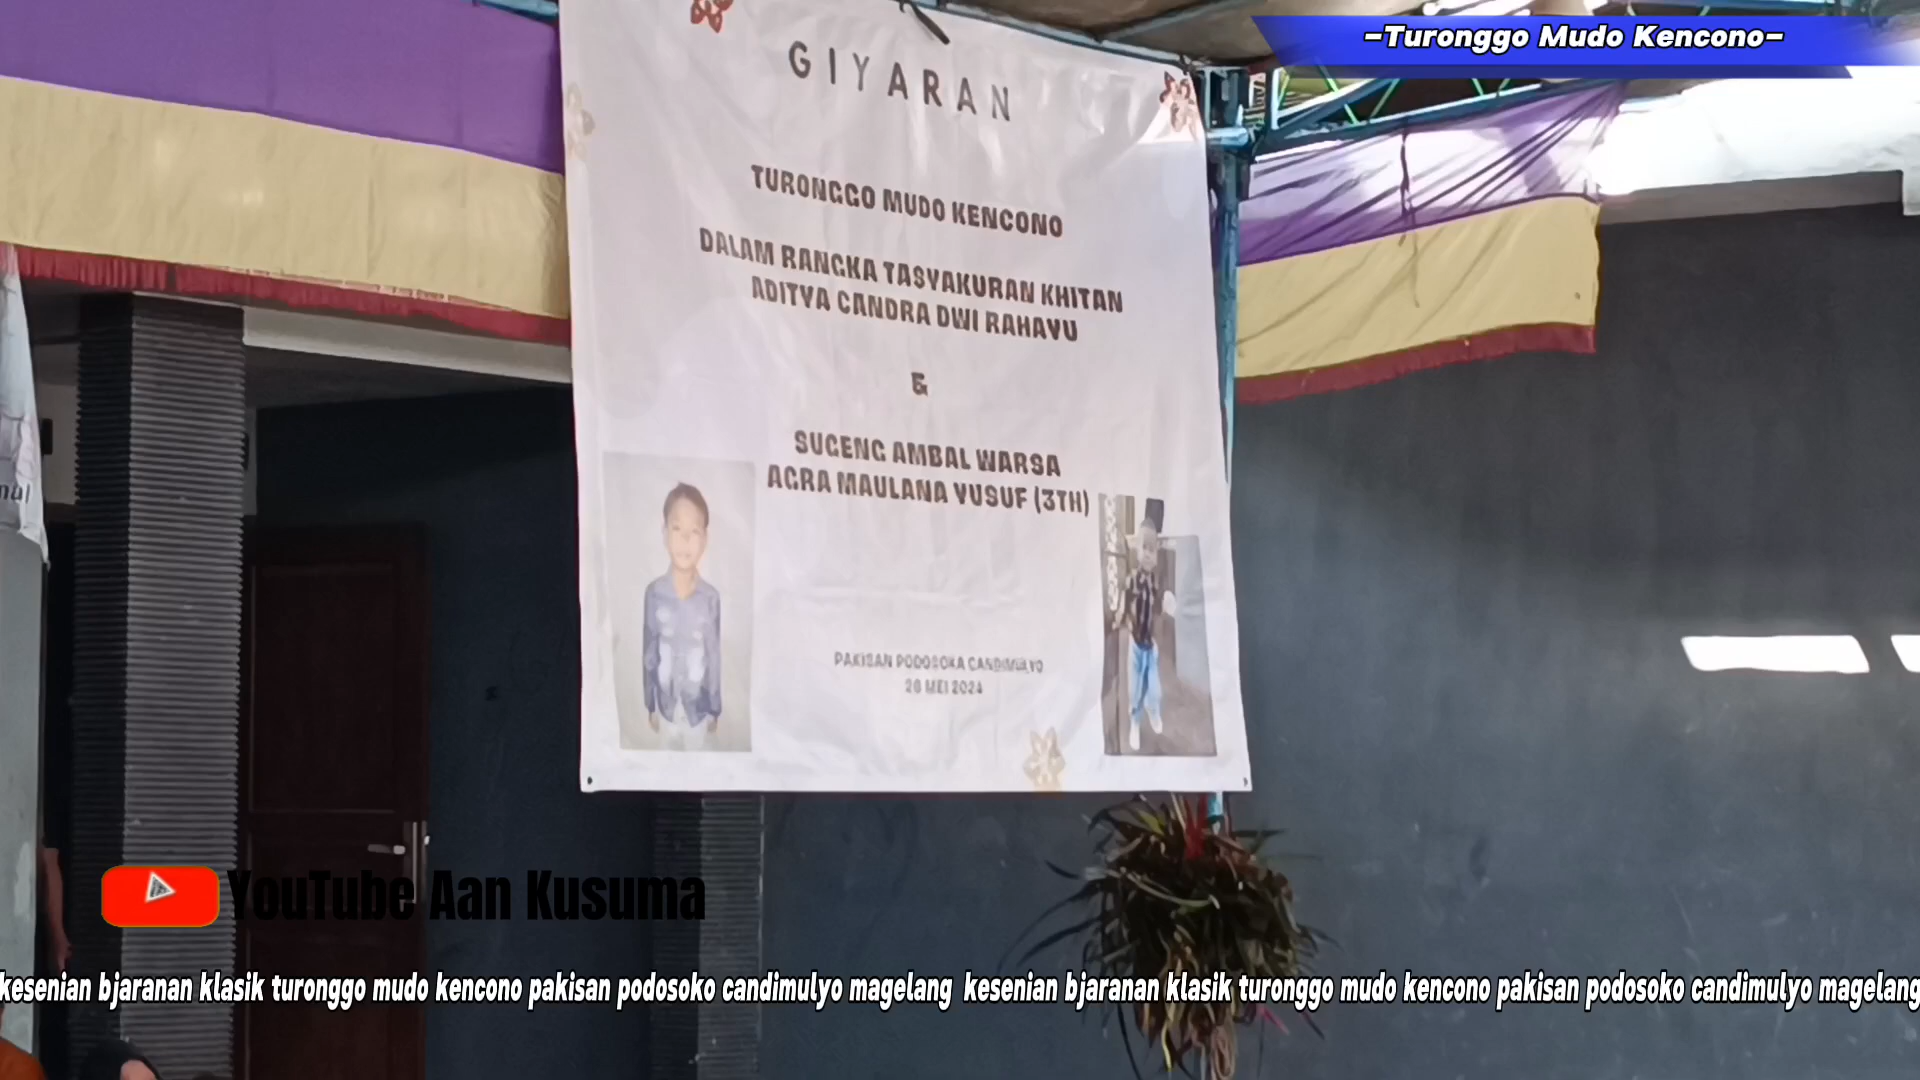 -Turonggo Mudo Kencono-
GIYARAN
TURONGGO MUDO KENCONO
DALAM RANGKA TASYAKURAN KHITAN
ADITYA CANDRA DWI RAHAYU
&
SUGENG AMBAL WARSA
AGRA MAULANA YUSUF (3TH)
PAKISAN PODOSOKA CANDIMULYO
26 MEI 2024
YouTube Aan Kusuma
kesenian bjaranan klasik turonggo mudo kencono pakisan podosoko candimulyo magelang kesenian bjaranan klasik turonggo mudo kencono pakisan podosoko candimulyo magelang